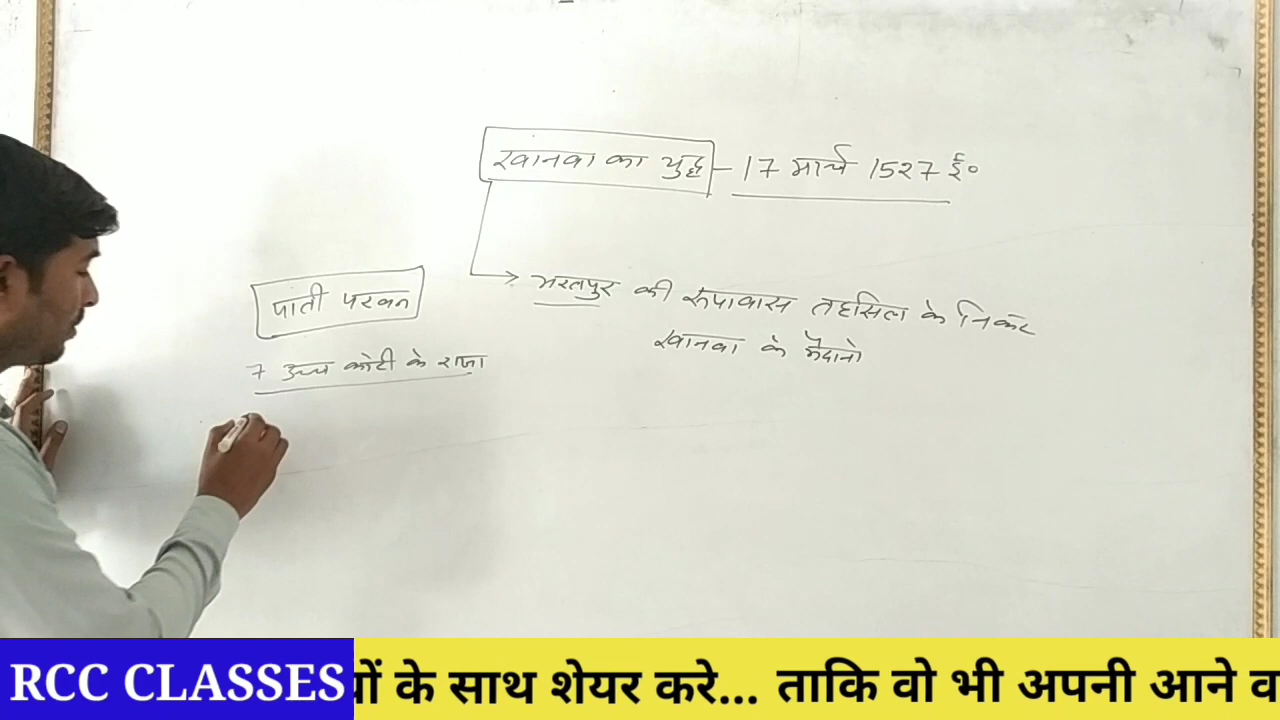 खानवा का युद्ध - 17 मार्च 1527 ई०
भरतपुर की रूपावास तहसिल के निकट
खानवा के मैदानो
पाती परवन
7 उच्च कोटी के राजा
RCC CLASSES
यों के साथ शेयर करे... ताकि वो भी अपनी आने व